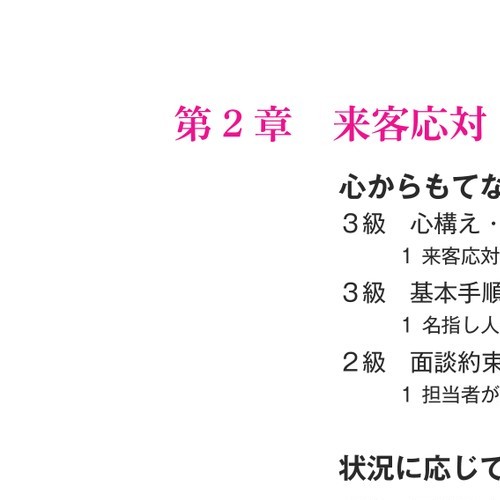 第2章　来客応対
心からもてな
3級　心構え・
1 来客応対
3級　基本手順
1 名指し人
2級　面談約束
1 担当者が
状況に応じて